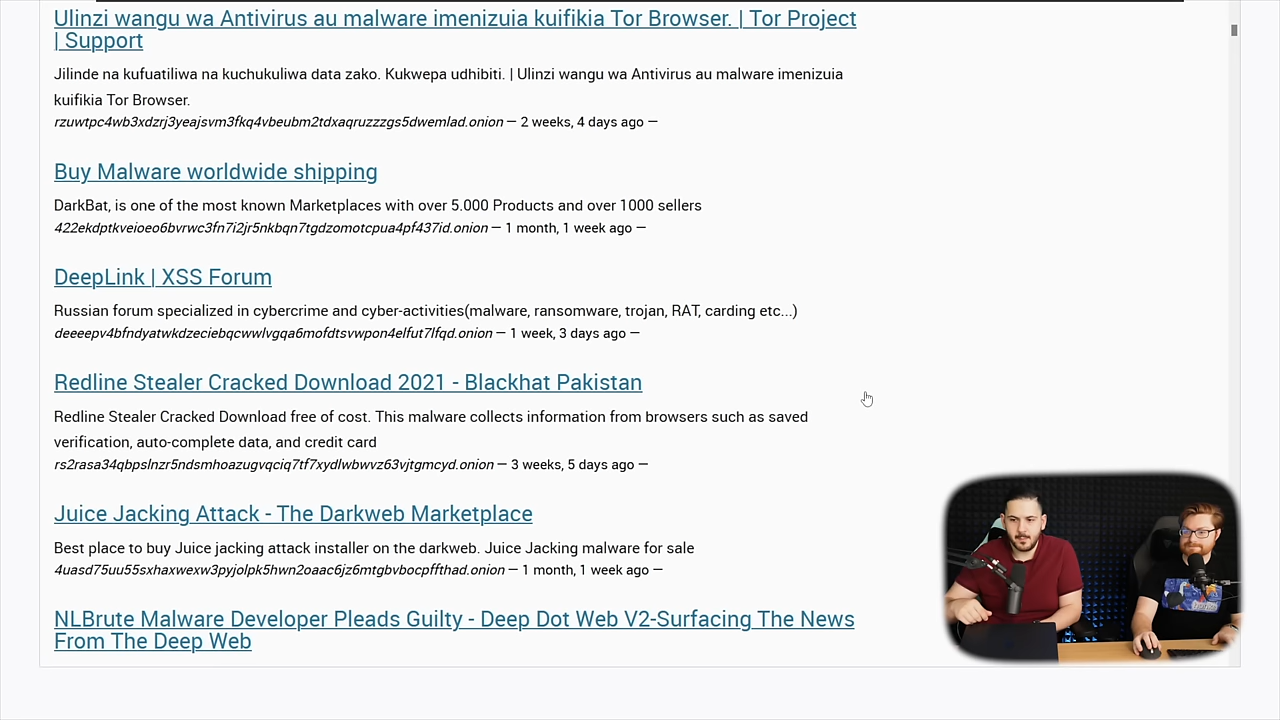 Ulinzi wangu wa Antivirus au malware imenizuia kuifikia Tor Browser. | Tor Project
| Support
Jilinde na kufuatiliwa na kuchukuliwa data zako. Kukwepa udhibiti. | Ulinzi wangu wa Antivirus au malware imenizuia
kuifikia Tor Browser.
rzuwtpc4wb3xdzrj3yeajsvm3fkq4vbeubm2tdxaqruzzzgs5dwemlad.onion — 2 weeks, 4 days ago —
Buy Malware worldwide shipping
DarkBat, is one of the most known Marketplaces with over 5.000 Products and over 1000 sellers
422ekdptkveioeo6bvrwc3fn7i2jr5nkbqn7tgdzomotcpua4pf437id.onion — 1 month, 1 week ago —
DeepLink | XSS Forum
Russian forum specialized in cybercrime and cyber-activities(malware, ransomware, trojan, RAT, carding etc...)
deeeepv4bfndyatwkdzeciebqcwwlvgqa6mofdtsvwpon4elfut7lfqd.onion — 1 week, 3 days ago —
Redline Stealer Cracked Download 2021 - Blackhat Pakistan
Redline Stealer Cracked Download free of cost. This malware collects information from browsers such as saved
verification, auto-complete data, and credit card
rs2rasa34qbpslnzr5ndsmhoazugvqciq7tf7xydlwbwvz63vjtgmcyd.onion — 3 weeks, 5 days ago —
Juice Jacking Attack - The Darkweb Marketplace
Best place to buy Juice jacking attack installer on the darkweb. Juice Jacking malware for sale
4uasd75uu55sxhaxwexw3pyjolpk5hwn2oaac6jz6mtgbvbocpffthad.onion — 1 month, 1 week ago —
NLBrute Malware Developer Pleads Guilty - Deep Dot Web V2-Surfacing The News
From The Deep Web